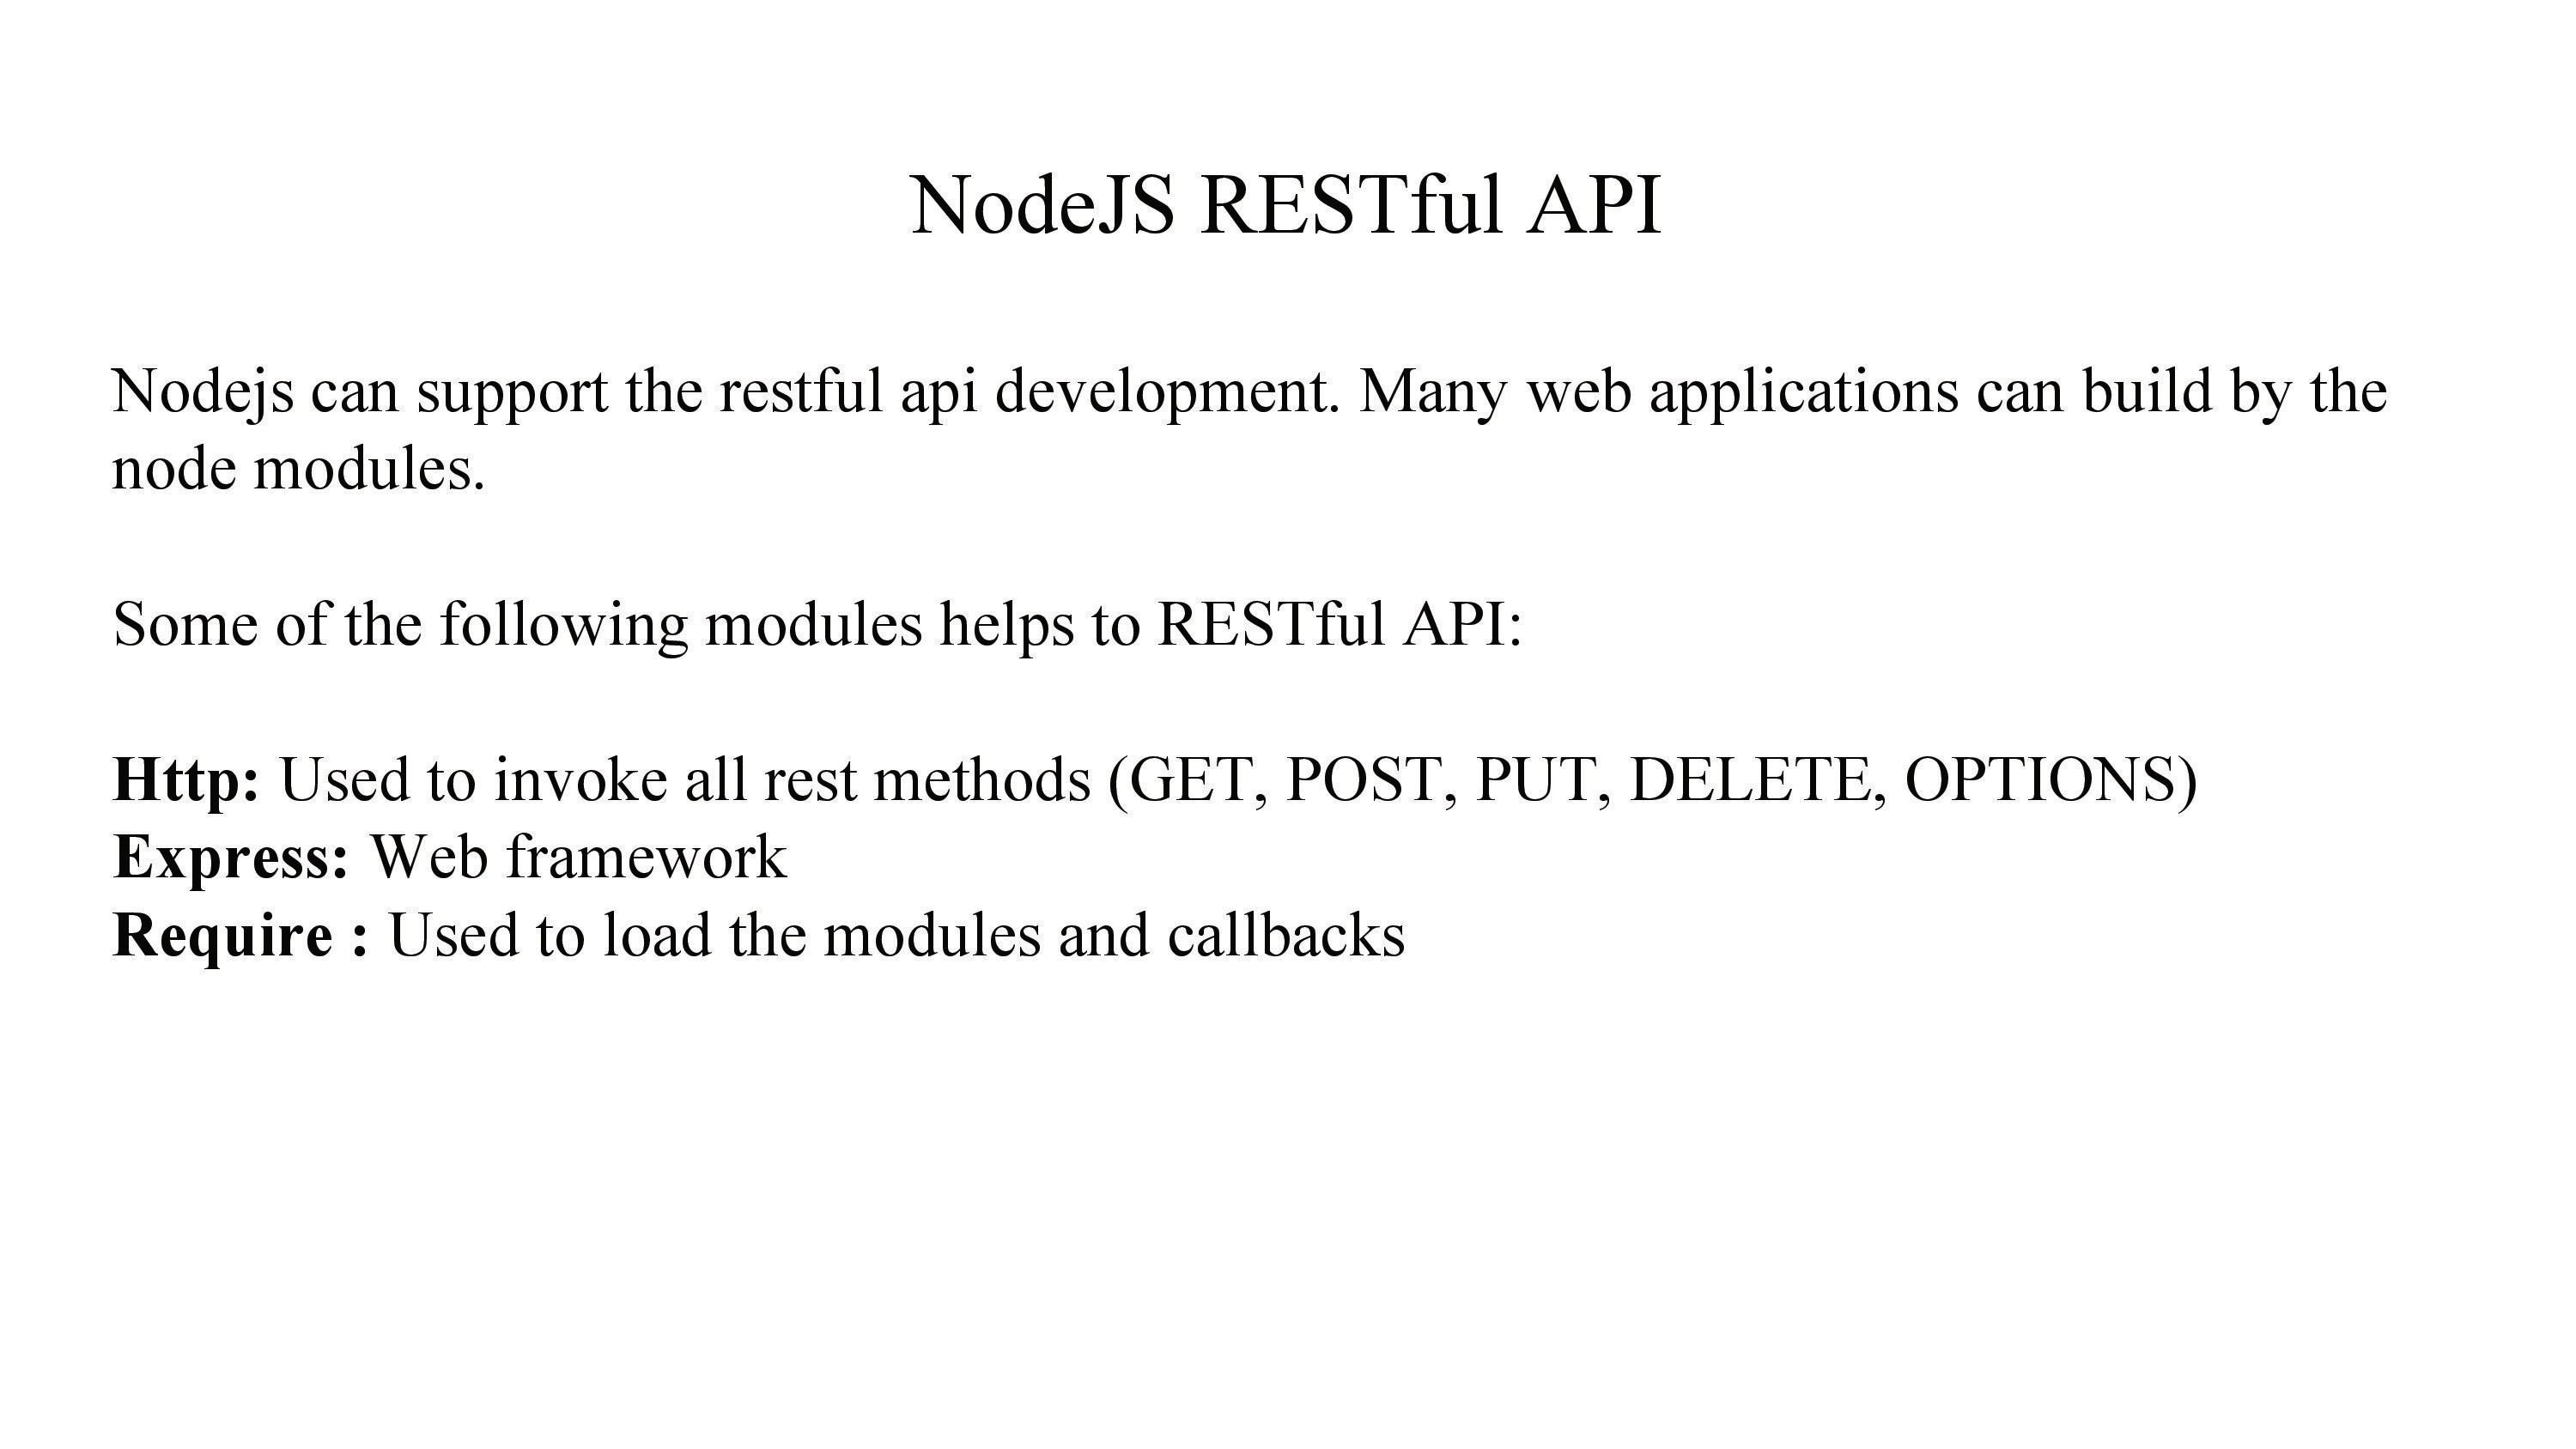 NodeJS RESTful API
Nodejs can support the restful api development. Many web applications can build by the
node modules.
Some of the following modules helps to RESTful API:
Http: Used to invoke all rest methods (GET, POST, PUT, DELETE, OPTIONS)
Express: Web framework
Require : Used to load the modules and callbacks